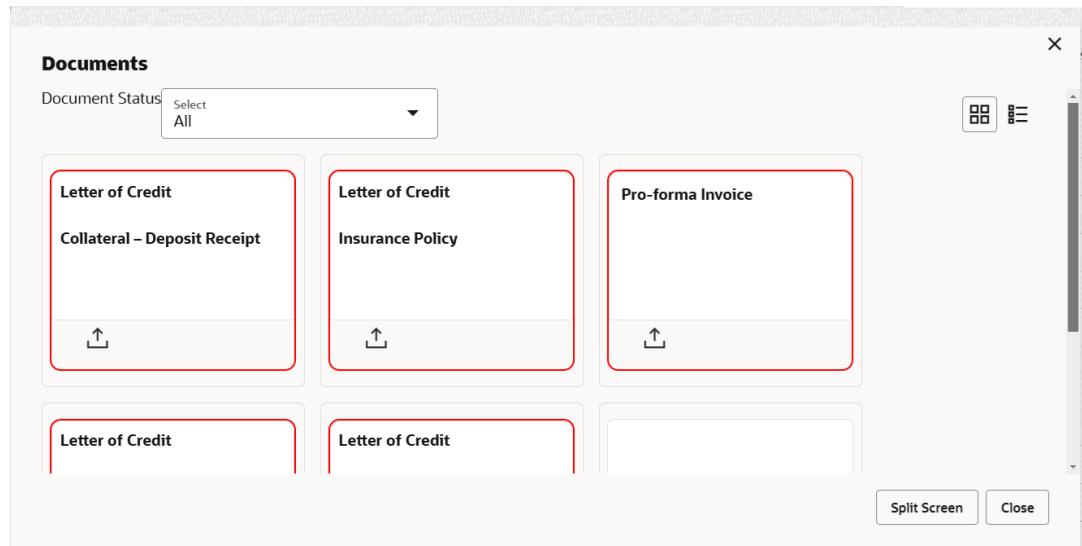 Documents
Document Status
Select
All
Letter of Credit
Collateral – Deposit Receipt
Letter of Credit
Insurance Policy
Pro-forma Invoice
Letter of Credit
Letter of Credit
Split Screen
Close